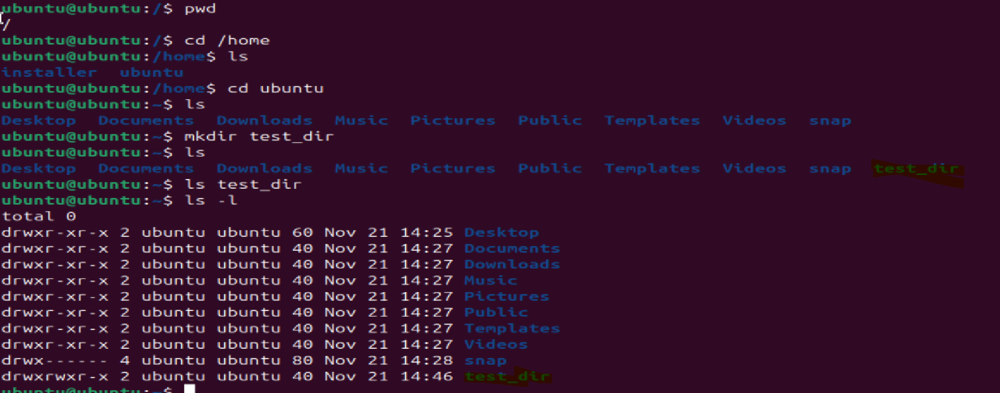 ubuntu@ubuntu:/$ pwd
/
ubuntu@ubuntu:/$ cd /home
ubuntu@ubuntu:/home$ ls
installer  ubuntu
ubuntu@ubuntu:/home$ cd ubuntu
ubuntu@ubuntu:~$ ls
Desktop  Documents  Downloads  Music  Pictures  Public  Templates  Videos  snap
ubuntu@ubuntu:~$ mkdir test_dir
ubuntu@ubuntu:~$ ls
Desktop  Documents  Downloads  Music  Pictures  Public  Templates  Videos  snap  test_dir
ubuntu@ubuntu:~$ ls test_dir
ubuntu@ubuntu:~$ ls -l
total 0
drwxr-xr-x 2 ubuntu ubuntu 60 Nov 21 14:25 Desktop
drwxr-xr-x 2 ubuntu ubuntu 40 Nov 21 14:27 Documents
drwxr-xr-x 2 ubuntu ubuntu 40 Nov 21 14:27 Downloads
drwxr-xr-x 2 ubuntu ubuntu 40 Nov 21 14:27 Music
drwxr-xr-x 2 ubuntu ubuntu 40 Nov 21 14:27 Pictures
drwxr-xr-x 2 ubuntu ubuntu 40 Nov 21 14:27 Public
drwxr-xr-x 2 ubuntu ubuntu 40 Nov 21 14:27 Templates
drwxr-xr-x 2 ubuntu ubuntu 40 Nov 21 14:27 Videos
drwx------ 4 ubuntu ubuntu 80 Nov 21 14:28 snap
drwxrwxr-x 2 ubuntu ubuntu 40 Nov 21 14:46 test_dir
ubuntu@ubuntu:~$